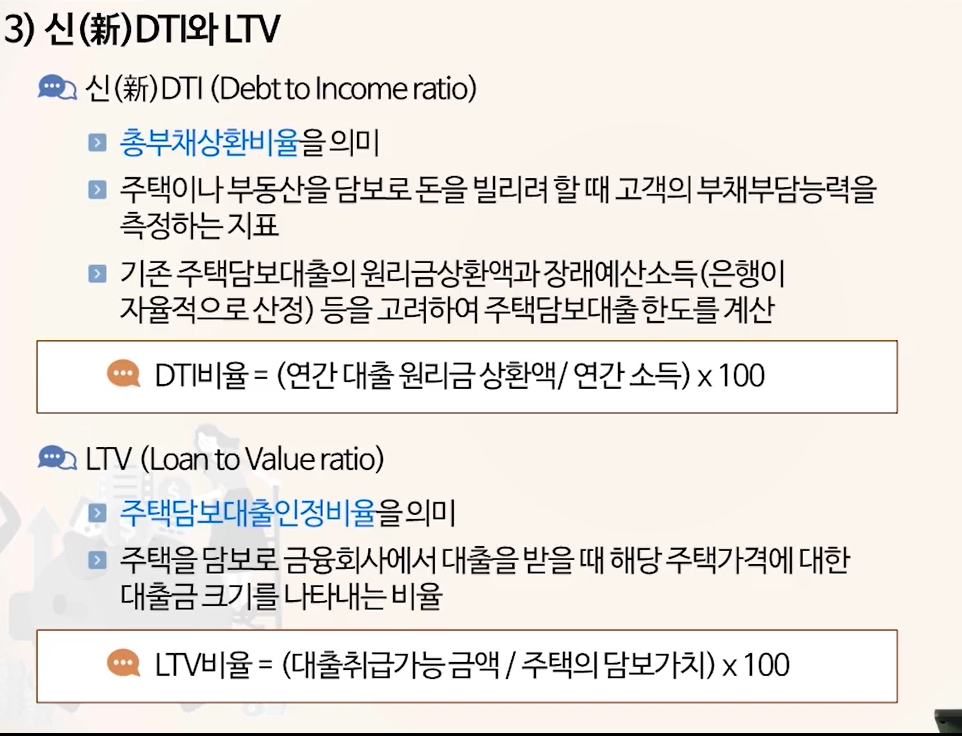 3) 신(新)DTI와 LTV
신(新)DTI (Debt to Income ratio)
총부채상환비율을 의미
주택이나 부동산을 담보로 돈을 빌리려 할 때 고객의 부채부담능력을
측정하는 지표
기존 주택담보대출의 원리금상환액과 장래예산소득(은행이
자율적으로 산정) 등을 고려하여 주택담보대출 한도를 계산
DTI비율 = (연간 대출 원리금 상환액/ 연간 소득) x 100
LTV (Loan to Value ratio)
주택담보대출인정비율을 의미
주택을 담보로 금융회사에서 대출을 받을 때 해당 주택가격에 대한
대출금 크기를 나타내는 비율
LTV비율 = (대출취급가능 금액 / 주택의 담보가치) x 100